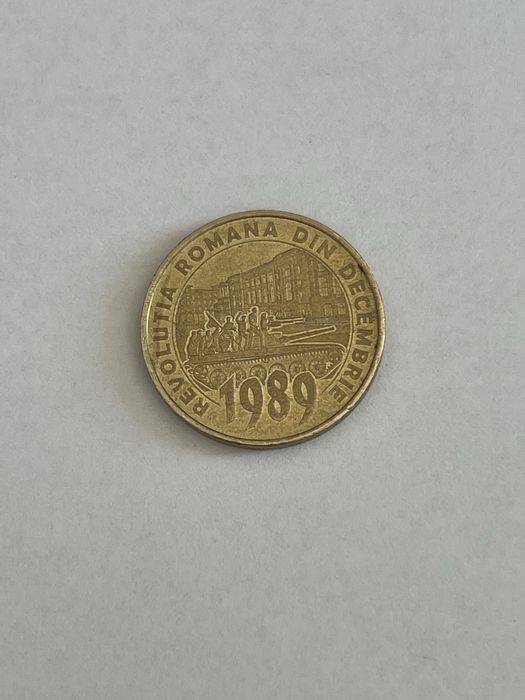 REVOLUTIA ROMANA DIN DECEMBRIE
1989